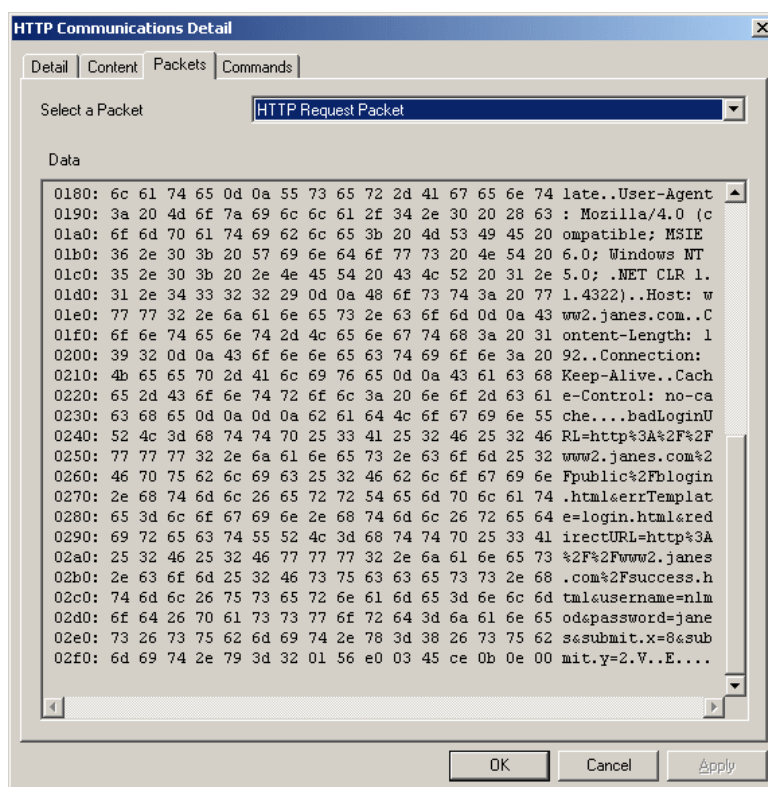 HTTP Communications Detail
Detail Content Packets Commands
Select a Packet HTTP Request Packet
Data
0180: 6c 61 74 65 0d 0a 55 73 65 72 2d 41 67 65 6e 74 late..User-Agent
0190: 3a 20 4d 6f 7a 69 6c 6c 61 2f 34 2e 30 20 28 63 : Mozilla/4.0 (c
01a0: 6f 6d 70 61 74 69 62 6c 65 3b 20 4d 53 49 45 20 ompatible; MSIE
01b0: 36 2e 30 3b 20 57 69 6e 64 6f 77 73 20 4e 54 20 6.0; Windows NT
01c0: 35 2e 30 3b 20 2e 4e 45 54 20 43 4c 52 20 31 2e 5.0; .NET CLR 1.
01d0: 31 2e 34 33 32 32 29 0d 0a 48 6f 73 74 3a 20 77 1.4322)..Host: w
01e0: 77 77 32 2e 6a 61 6e 65 73 2e 63 6f 6d 0d 0a 43 ww2.janes.com..C
01f0: 6f 6e 74 65 6e 74 2d 4c 65 6e 67 74 68 3a 20 31 ontent-Length: 1
0200: 39 32 0d 0a 43 6f 6e 6e 65 63 74 69 6f 6e 3a 20 92..Connection:
0210: 4b 65 65 70 2d 41 6c 69 76 65 0d 0a 43 61 63 68 Keep-Alive..Cach
0220: 65 2d 43 6f 6e 74 72 6f 6c 3a 20 6e 6f 2d 63 61 e-Control: no-ca
0230: 63 68 65 0d 0a 0d 0a 62 61 64 4c 6f 67 69 6e 55 che....badLoginU
0240: 52 4c 3d 68 74 74 70 25 33 41 25 32 46 25 32 46 RL=http%3A%2F%2F
0250: 77 77 77 32 2e 6a 61 6e 65 73 2e 63 6f 6d 25 32 www2.janes.com%2
0260: 46 70 75 62 6c 69 63 25 32 46 62 6c 6f 67 69 6e Fpublic%2Fblogin
0270: 2e 68 74 6d 6c 26 65 72 72 54 65 6d 70 6c 61 74 .html&errTemplat
0280: 65 3d 6c 6f 67 69 6e 2e 68 74 6d 6c 26 72 65 64 e=login.html&red
0290: 69 72 65 63 74 55 52 4c 3d 68 74 74 70 25 33 41 irectURL=http%3A
02a0: 25 32 46 25 32 46 77 77 77 32 2e 6a 61 6e 65 73 %2F%2Fwww2.janes
02b0: 2e 63 6f 6d 25 32 46 73 75 63 63 65 73 73 2e 68 .com%2Fsuccess.h
02c0: 74 6d 6c 26 75 73 65 72 6e 61 6d 65 3d 6e 6c 6d tml&username=nlm
02d0: 6f 64 26 70 61 73 73 77 6f 72 64 3d 6a 61 6e 65 od&password=jane
02e0: 73 26 73 75 62 6d 69 74 2e 78 3d 38 26 73 75 62 s&submit.x=8&sub
02f0: 6d 69 74 2e 79 3d 32 01 56 e0 03 45 ce 0b 0e 00 mit.y=2.V..E....
OK Cancel Apply